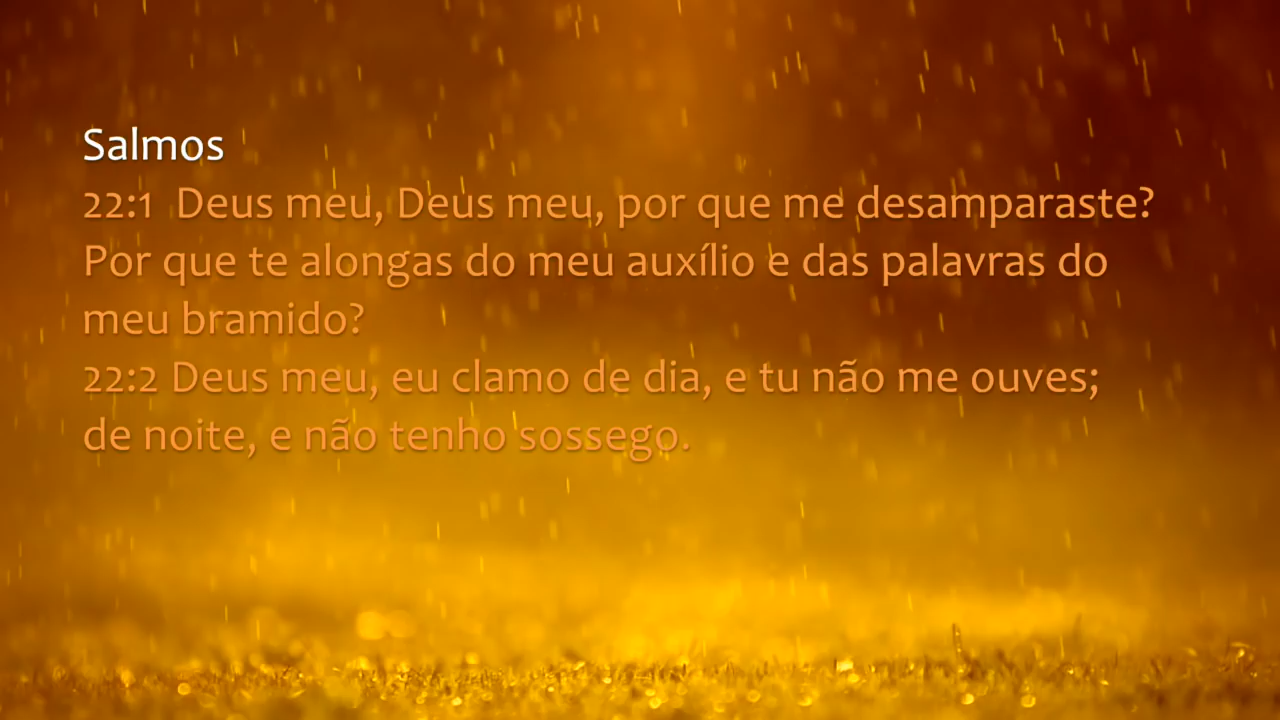 Salmos
22:1 Deus meu, Deus meu, por que me desamparaste?
Por que te alongas do meu auxílio e das palavras do
meu bramido?
22:2 Deus meu, eu clamo de dia, e tu não me ouves;
de noite, e não tenho sossego.